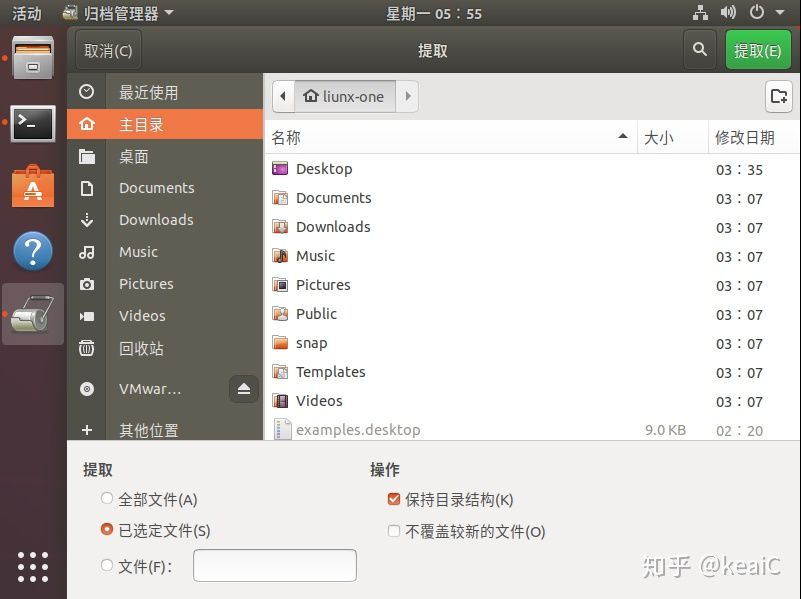 活动 归档管理器 星期一 05：55
取消(C) 提取 提取(E)
最近使用
主目录
桌面
Documents
Downloads
Music
Pictures
Videos
回收站
VMwar…
其他位置
liunx-one
名称 大小 修改日期
Desktop 03：35
Documents 03：07
Downloads 03：07
Music 03：07
Pictures 03：07
Public 03：07
snap 03：07
Templates 03：07
Videos 03：07
examples.desktop 9.0 KB 02：20
提取
全部文件(A)
已选定文件(S)
文件(F)：
操作
保持目录结构(K)
不覆盖较新的文件(O)
知乎 @keaiC